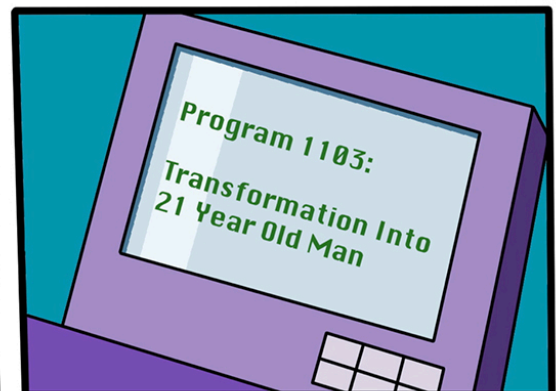 Program 1103:
Transformation Into
21 Year Old Man